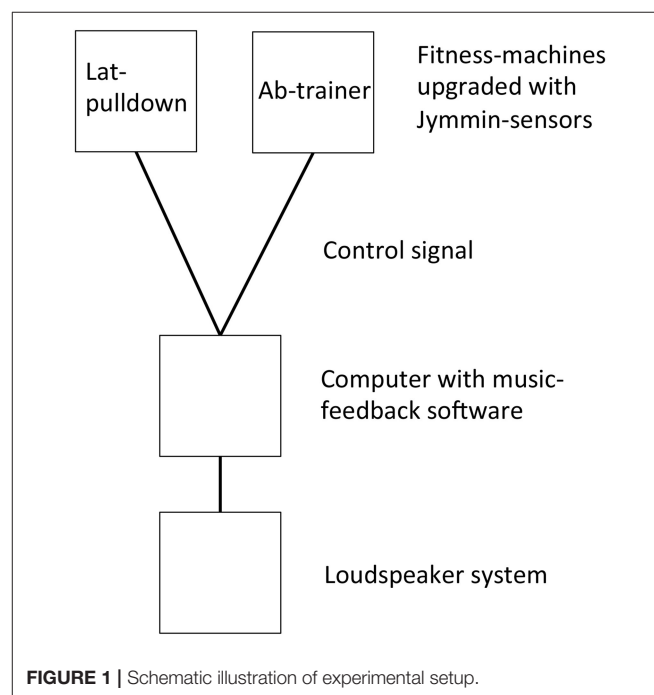 Lat-
pulldown
Ab-trainer
Fitness-machines
upgraded with
Jymmin-sensors
Control signal
Computer with music-
feedback software
Loudspeaker system
FIGURE 1 | Schematic illustration of experimental setup.